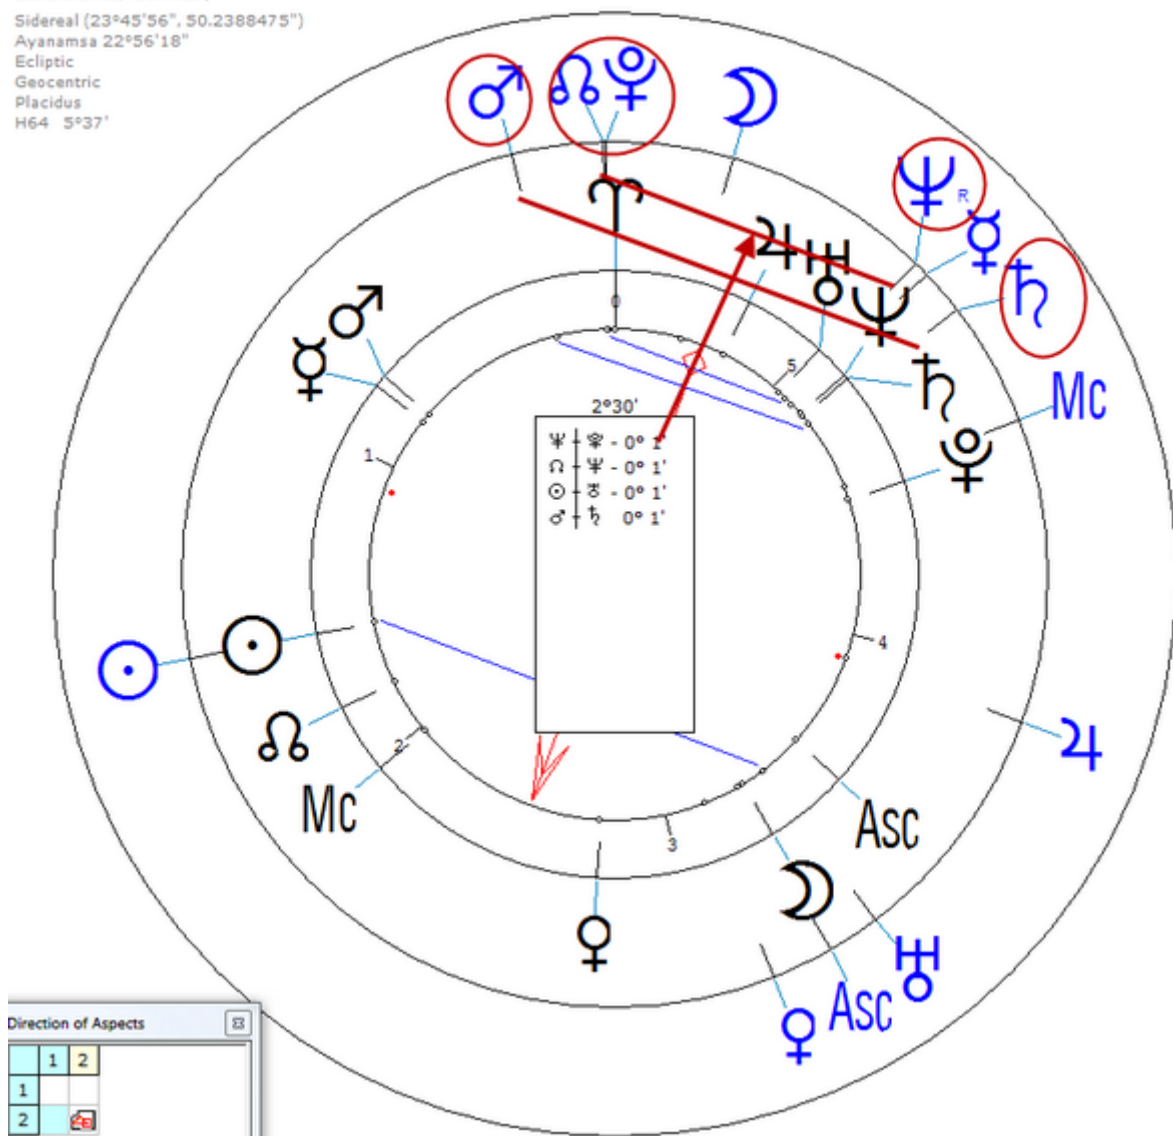 Sidereal (23°45'56", 50.2388475")
Ayanamsa 22°56'18"
Ecliptic
Geocentric
Placidus
H64 5°37'
R
0
5
Mc
2°30'
- 0° 1'
- 0° 1'
- 0° 1'
0° 1'
1
4
2
Mc
3
Asc
Asc
Direction of Aspects
1 2
1
2